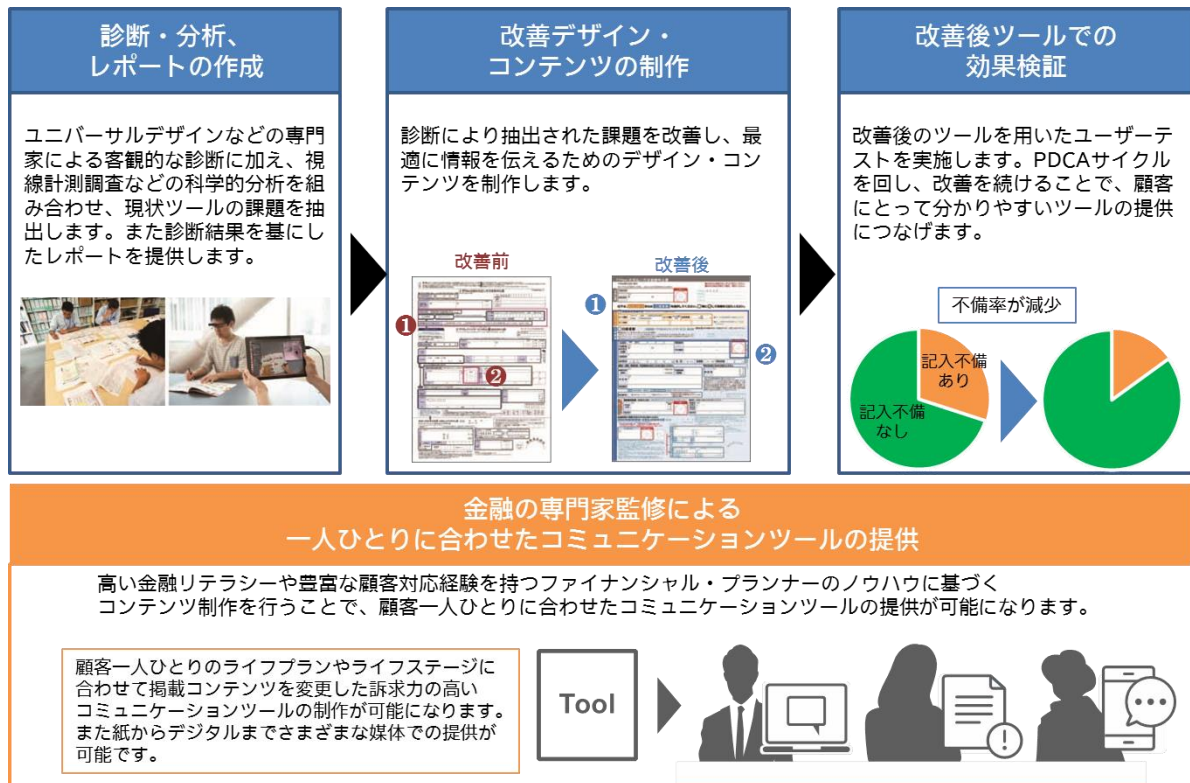 診断・分析、
レポートの作成
ユニバーサルデザインなどの専門
家による客観的な診断に加え、視
線計測調査などの科学的分析を組
み合わせ、現状ツールの課題を抽
出します。また診断結果を基にし
たレポートを提供します。
改善デザイン・
コンテンツの制作
診断により抽出された課題を改善し、最
適に情報を伝えるためのデザイン・コン
テンツを制作します。
改善前
改善後
❶
❷
❶
❷
改善後ツールでの
効果検証
改善後のツールを用いたユーザーテ
ストを実施します。PDCAサイクル
を回し、改善を続けることで、顧客
にとって分かりやすいツールの提供
につなげます。
不備率が減少
記入不備
あり
記入不備
なし
金融の専門家監修による
一人ひとりに合わせたコミュニケーションツールの提供
高い金融リテラシーや豊富な顧客対応経験を持つファイナンシャル・プランナーのノウハウに基づく
コンテンツ制作を行うことで、顧客一人ひとりに合わせたコミュニケーションツールの提供が可能になります。
顧客一人ひとりのライフプランやライフステージに
合わせて掲載コンテンツを変更した訴求力の高い
コミュニケーションツールの制作が可能になります。
また紙からデジタルまでさまざまな媒体での提供が
可能です。
Tool